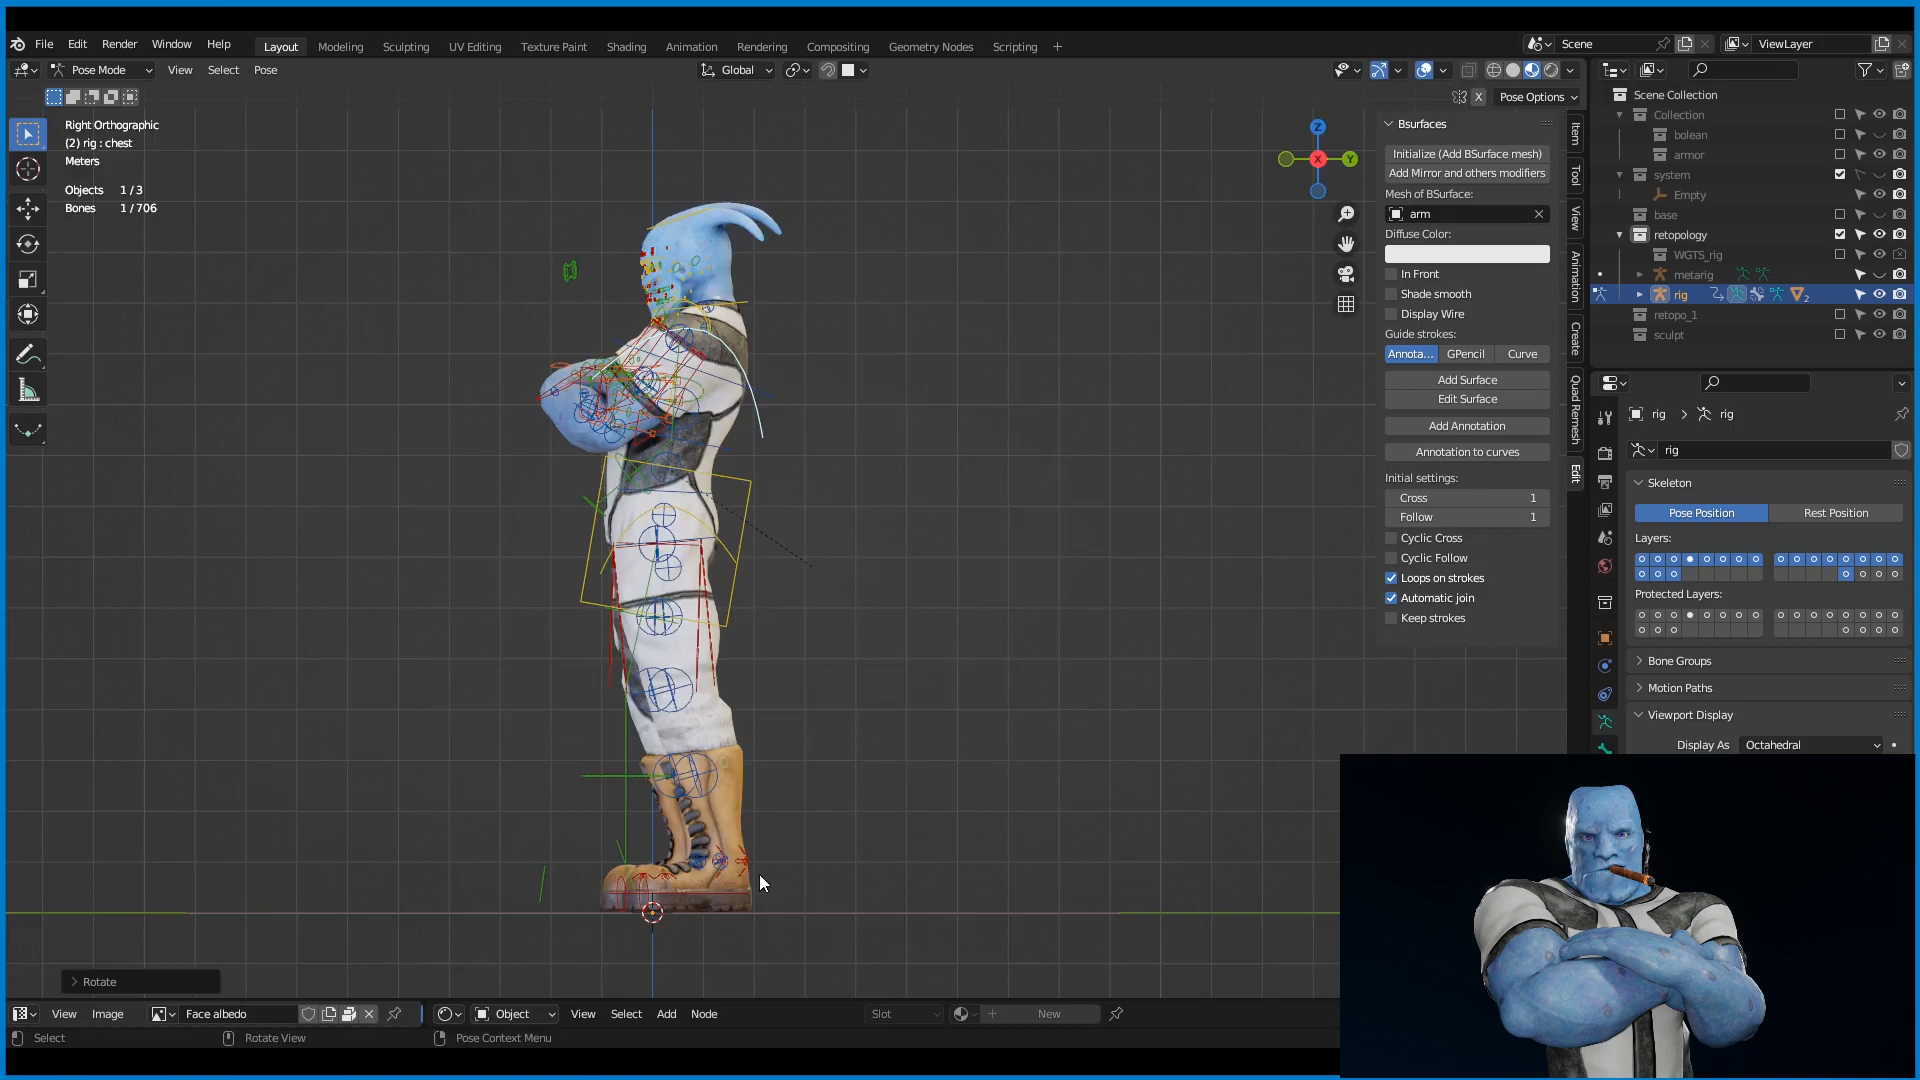 File Edit Render Window Help Layout Modeling Sculpting UV Editing Texture Paint Shading Animation Rendering Compositing Geometry Nodes Scripting + Scene ViewLayer
Pose Mode View Select Pose Global
X Pose Options
Right Orthographic
(2) rig : chest
Meters
Objects 1 / 3
Bones 1 / 706
Z
X
Y
Bsurfaces
Initialize (Add BSurface mesh)
Add Mirror and others modifiers
Mesh of BSurface:
arm
Diffuse Color:
In Front
Shade smooth
Display Wire
Guide strokes:
Annota... GPencil Curve
Add Surface
Edit Surface
Add Annotation
Annotation to curves
Initial settings:
Cross 1
Follow 1
Cyclic Cross
Cyclic Follow
Loops on strokes
Automatic join
Keep strokes
Item
Tool
View
Animation
Create
Quad Remesh
Edit
Scene Collection
Collection
bolean
armor
system
Empty
base
retopology
WGTS_rig
metarig
rig 2
retopo_1
sculpt
rig > rig
rig
Skeleton
Pose Position Rest Position
Layers:
Protected Layers:
Bone Groups
Motion Paths
Viewport Display
Display As Octahedral
Rotate
View Image Face albedo Object View Select Add Node Slot New
Select Rotate View Pose Context Menu